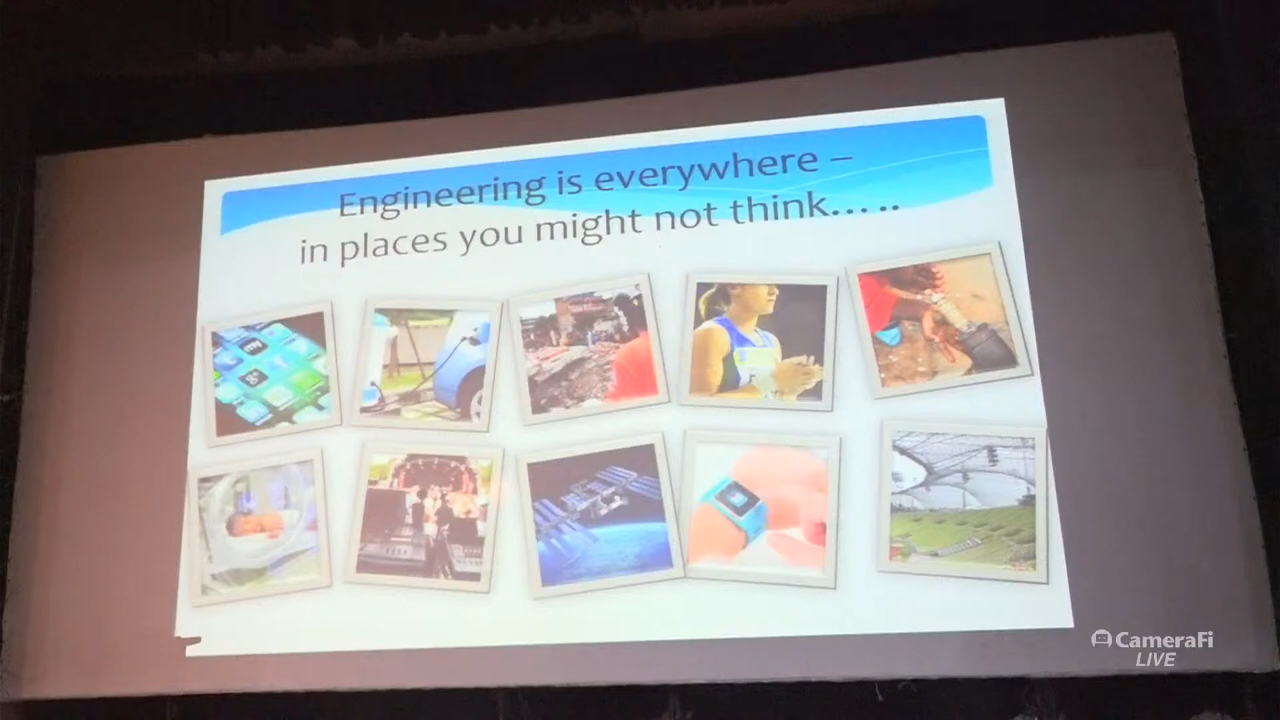 Engineering is everywhere –
in places you might not think.....
CameraFi
LIVE